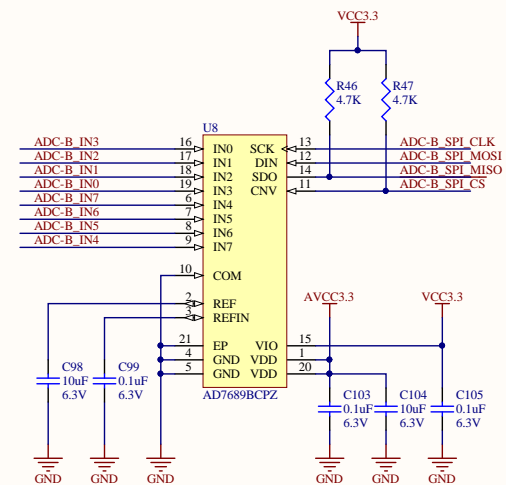 VCC3.3
R46
4.7K
R47
4.7K
U8
ADC-B_IN3 16 IN0 SCK 13 ADC-B_SPI_CLK
ADC-B_IN2 17 IN1 DIN 12 ADC-B_SPI_MOSI
ADC-B_IN1 18 IN2 SDO 14 ADC-B_SPI_MISO
ADC-B_IN0 19 IN3 CNV 11 ADC-B_SPI_CS
ADC-B_IN7 6 IN4
ADC-B_IN6 7 IN5
ADC-B_IN5 8 IN6
ADC-B_IN4 9 IN7
10 COM
AVCC3.3 VCC3.3
2 REF
3 REFIN
21 EP VIO 15
4 GND VDD 1
5 GND VDD 20
AD7689BCPZ
C98
10uF
6.3V
C99
0.1uF
6.3V
C103
0.1uF
6.3V
C104
10uF
6.3V
C105
0.1uF
6.3V
GND GND GND GND GND GND